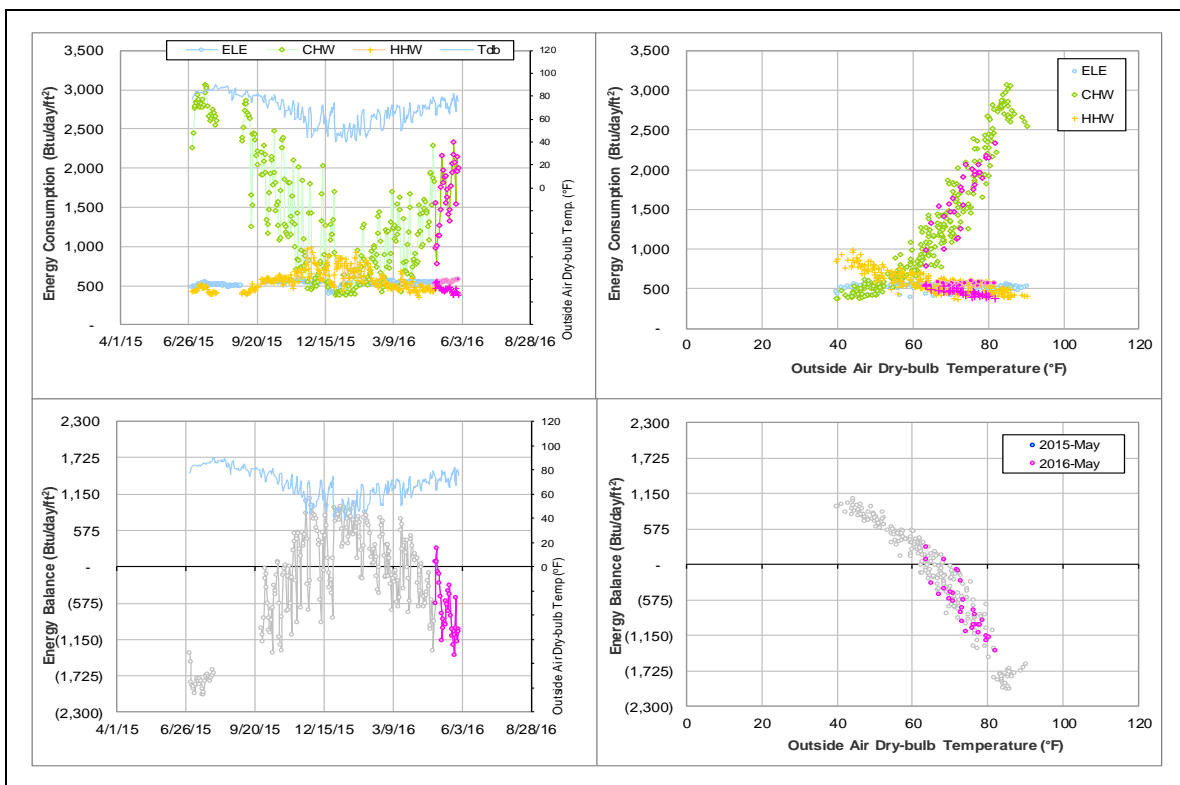 ELE CHW HHW Tdb
3,500
3,000
2,500
2,000
1,500
1,000
500
-
Energy Consumption (Btu/day/ft²)
120
100
80
60
40
20
0
Outside Air Dry-bulb Temp. (°F)
4/1/15 6/26/15 9/20/15 12/15/15 3/9/16 6/3/16 8/28/16
3,500
3,000
2,500
2,000
1,500
1,000
500
-
Energy Consumption (Btu/day/ft²)
ELE
CHW
HHW
0 20 40 60 80 100 120
Outside Air Dry-bulb Temperature (°F)
2,300
1,725
1,150
575
-
(575)
(1,150)
(1,725)
(2,300)
Energy Balance (Btu/day/ft²)
120
100
80
60
40
20
0
Outside Air Dry-bulb Temp (°F)
4/1/15 6/26/15 9/20/15 12/15/15 3/9/16 6/3/16 8/28/16
2,300
1,725
1,150
575
-
(575)
(1,150)
(1,725)
(2,300)
Energy Balance (Btu/day/ft²)
2015-May
2016-May
0 20 40 60 80 100 120
Outside Air Dry-bulb Temperature (°F)